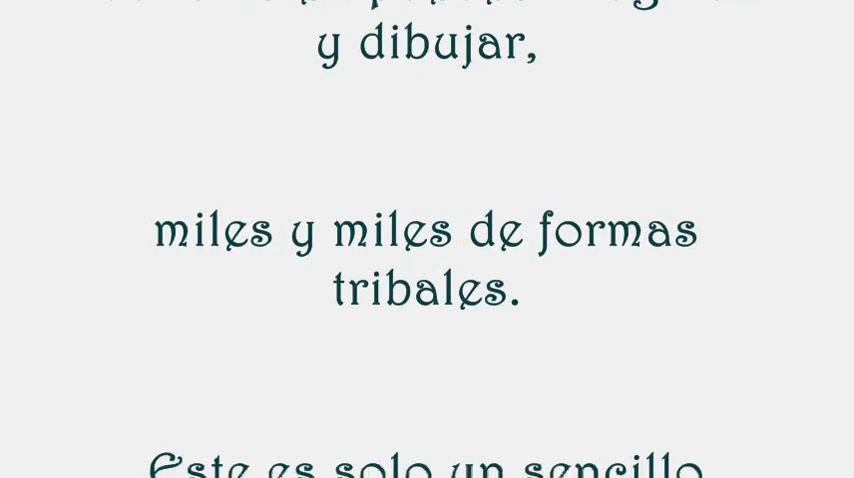 y dibujar,
miles y miles de formas
tribales.
Este es solo un sencillo